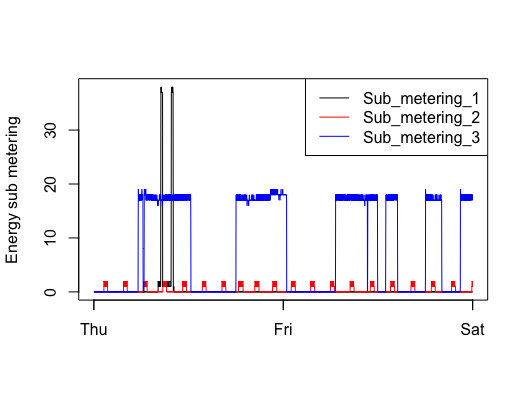 Energy sub metering
0
10
20
30
Thu
Fri
Sat
Sub_metering_1
Sub_metering_2
Sub_metering_3